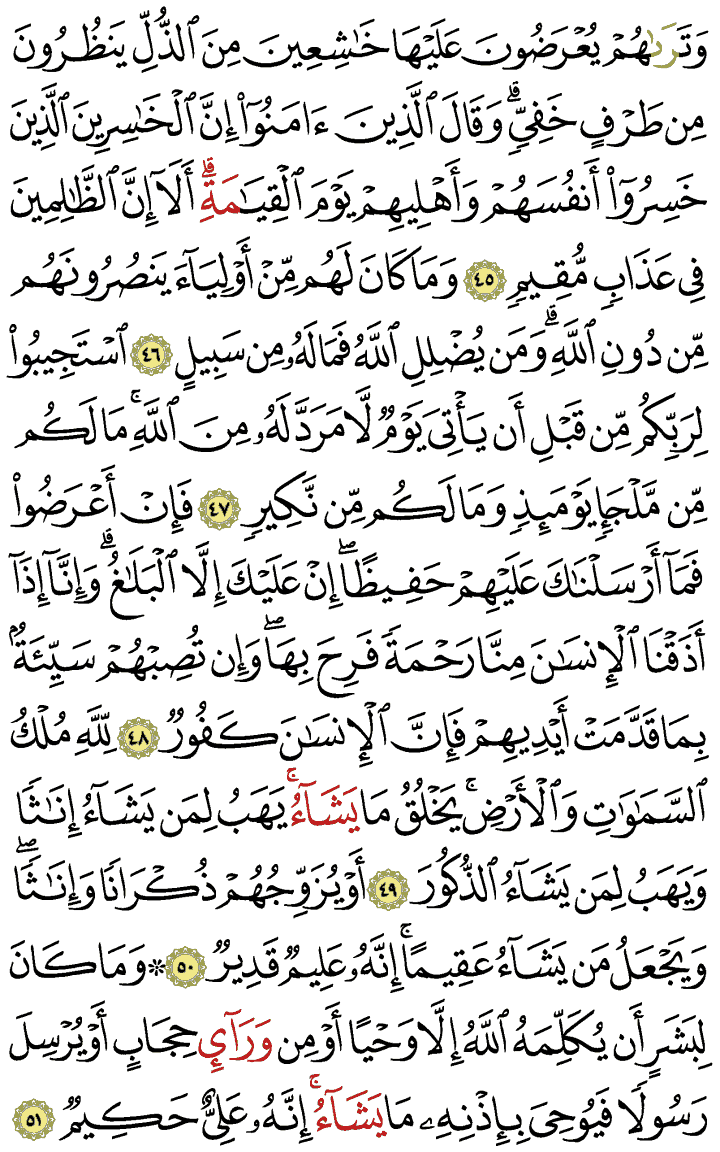 وَتَرَىٰهُمْ يُعْرَضُونَ عَلَيْهَا خَٰشِعِينَ مِنَ ٱلذُّلِّ يَنظُرُونَ
مِن طَرْفٍ خَفِىٍّۗ وَقَالَ ٱلَّذِينَ ءَامَنُوٓا۟ إِنَّ ٱلْخَٰسِرِينَ ٱلَّذِينَ
خَسِرُوٓا۟ أَنفُسَهُمْ وَأَهْلِيهِمْ يَوْمَ ٱلْقِيَٰمَةِۗ أَلَآ إِنَّ ٱلظَّٰلِمِينَ
فِى عَذَابٍ مُّقِيمٍ ٤٥ وَمَا كَانَ لَهُم مِّنْ أَوْلِيَآءَ يَنصُرُونَهُم
مِّن دُونِ ٱللَّهِۗ وَمَن يُضْلِلِ ٱللَّهُ فَمَا لَهُۥ مِن سَبِيلٍ ٤٦ ٱسْتَجِيبُوا۟
لِرَبِّكُم مِّن قَبْلِ أَن يَأْتِىَ يَوْمٌ لَّا مَرَدَّ لَهُۥ مِنَ ٱللَّهِۚ مَا لَكُم
مِّن مَّلْجَإٍ يَوْمَئِذٍ وَمَا لَكُم مِّن نَّكِيرٍ ٤٧ فَإِنْ أَعْرَضُوا۟
فَمَآ أَرْسَلْنَٰكَ عَلَيْهِمْ حَفِيظًاۖ إِنْ عَلَيْكَ إِلَّا ٱلْبَلَٰغُۗ وَإِنَّآ إِذَآ
أَذَقْنَا ٱلْإِنسَٰنَ مِنَّا رَحْمَةً فَرِحَ بِهَاۖ وَإِن تُصِبْهُمْ سَيِّئَةٌۢ
بِمَا قَدَّمَتْ أَيْدِيهِمْ فَإِنَّ ٱلْإِنسَٰنَ كَفُورٌ ٤٨ لِّلَّهِ مُلْكُ
ٱلسَّمَٰوَٰتِ وَٱلْأَرْضِۚ يَخْلُقُ مَا يَشَآءُۚ يَهَبُ لِمَن يَشَآءُ إِنَٰثًا
وَيَهَبُ لِمَن يَشَآءُ ٱلذُّكُورَ ٤٩ أَوْ يُزَوِّجُهُمْ ذُكْرَانًا وَإِنَٰثًاۖ
وَيَجْعَلُ مَن يَشَآءُ عَقِيمًاۚ إِنَّهُۥ عَلِيمٌ قَدِيرٌ ٥٠ ۞ وَمَا كَانَ
لِبَشَرٍ أَن يُكَلِّمَهُ ٱللَّهُ إِلَّا وَحْيًا أَوْ مِن وَرَآئِ حِجَابٍ أَوْ يُرْسِلَ
رَسُولًا فَيُوحِىَ بِإِذْنِهِۦ مَا يَشَآءُۚ إِنَّهُۥ عَلِىٌّ حَكِيمٌ ٥١